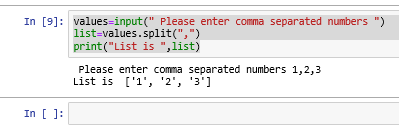 In [9]: values=input(" Please enter comma separated numbers ")
list=values.split(",")
print("List is ",list)
Please enter comma separated numbers 1,2,3
List is  ['1', '2', '3']
In [ ]: